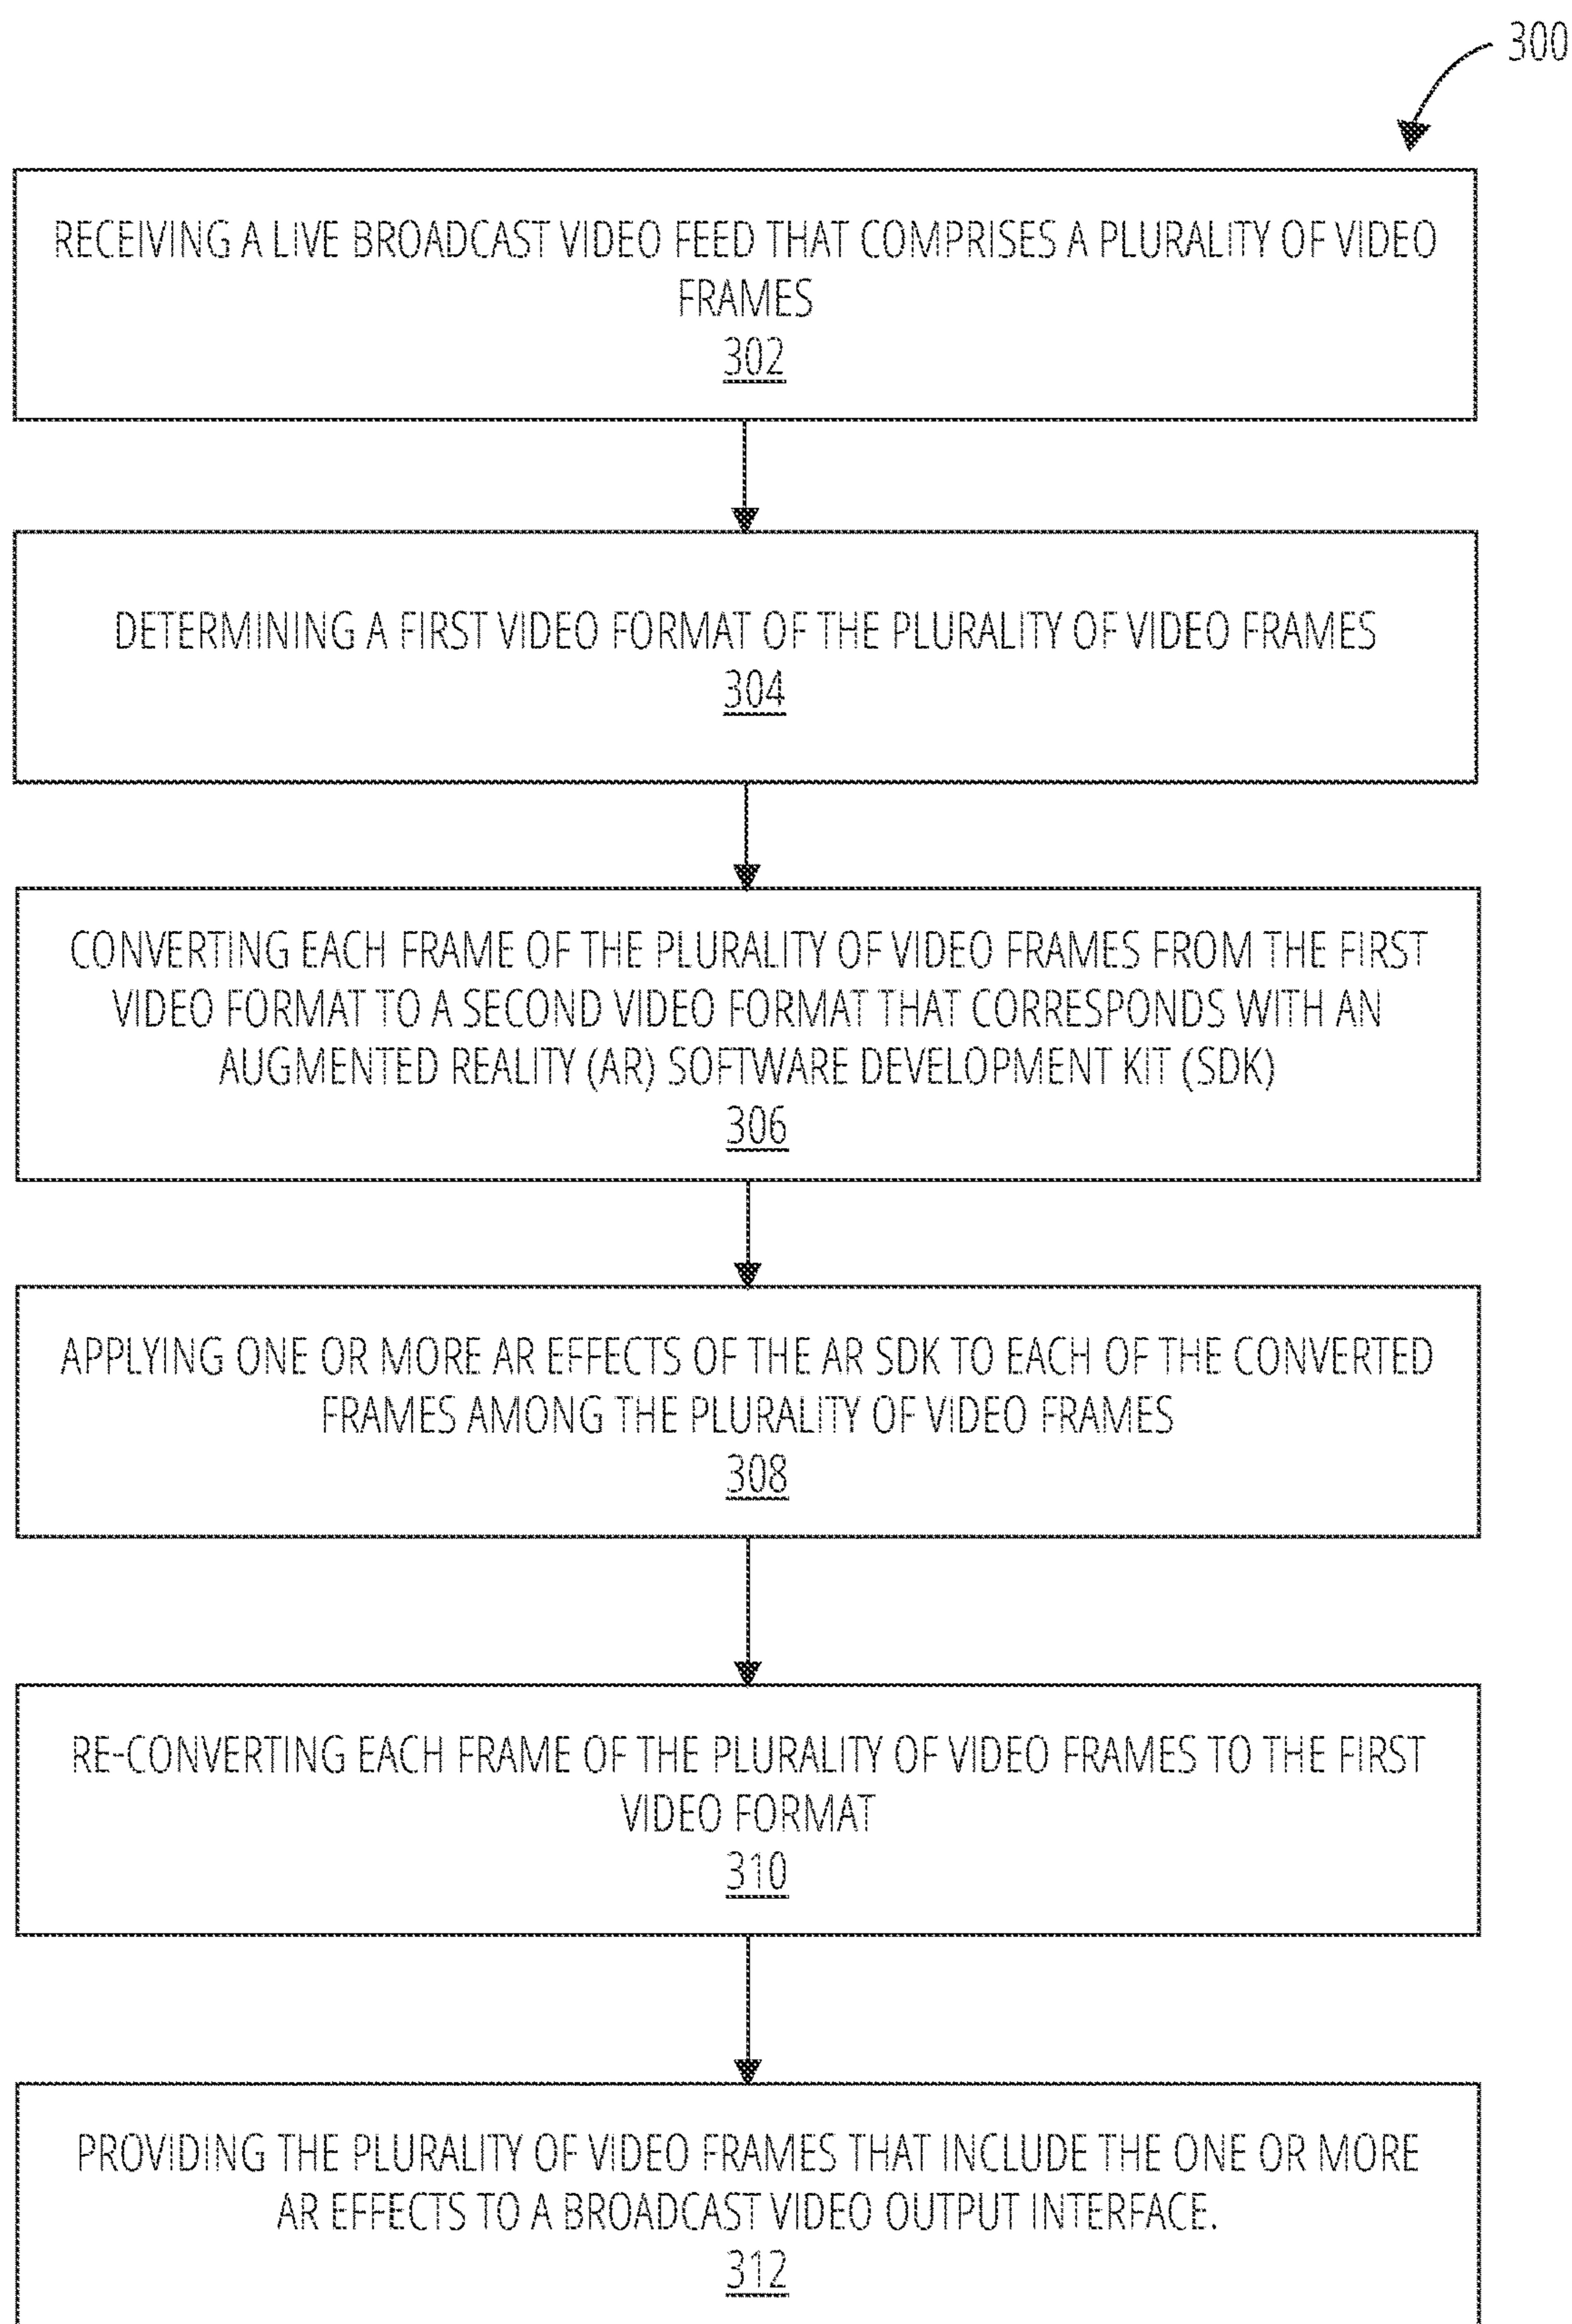 300
RECEIVING A LIVE BROADCAST VIDEO FEED THAT COMPRISES A PLURALITY OF VIDEO
FRAMES
302
DETERMINING A FIRST VIDEO FORMAT OF THE PLURALITY OF VIDEO FRAMES
304
CONVERTING EACH FRAME OF THE PLURALITY OF VIDEO FRAMES FROM THE FIRST
VIDEO FORMAT TO A SECOND VIDEO FORMAT THAT CORRESPONDS WITH AN
AUGMENTED REALITY (AR) SOFTWARE DEVELOPMENT KIT (SDK)
306
APPLYING ONE OR MORE AR EFFECTS OF THE AR SDK TO EACH OF THE CONVERTED
FRAMES AMONG THE PLURALITY OF VIDEO FRAMES
308
RE-CONVERTING EACH FRAME OF THE PLURALITY OF VIDEO FRAMES TO THE FIRST
VIDEO FORMAT
310
PROVIDING THE PLURALITY OF VIDEO FRAMES THAT INCLUDE THE ONE OR MORE
AR EFFECTS TO A BROADCAST VIDEO OUTPUT INTERFACE.
312